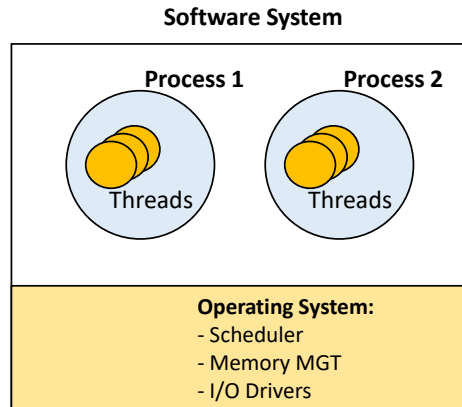 Software System
Process 1
Process 2
Threads
Threads
Operating System:
- Scheduler
- Memory MGT
- I/O Drivers